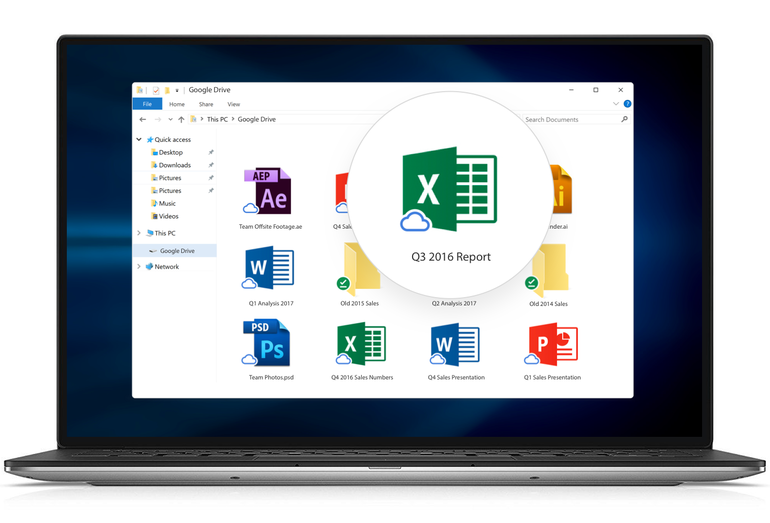 Google Drive
File Home Share View
This PC > Google Drive
Search Documents
Quick access
Desktop
Downloads
Pictures
Pictures
Music
Videos
This PC
Google Drive
Network
AEP
Ae
Team Offsite Footage.ae
Q4 Sal
X
Q3 2016 Report
Ai
nder.ai
W
Q1 Analysis 2017
Old 2015 Sales
Q2 Analysis 2017
Old 2014 Sales
PSD
Ps
Team Photos.psd
X
Q4 2016 Sales Numbers
W
Q4 Sales Presentation
P
Q1 Sales Presentation